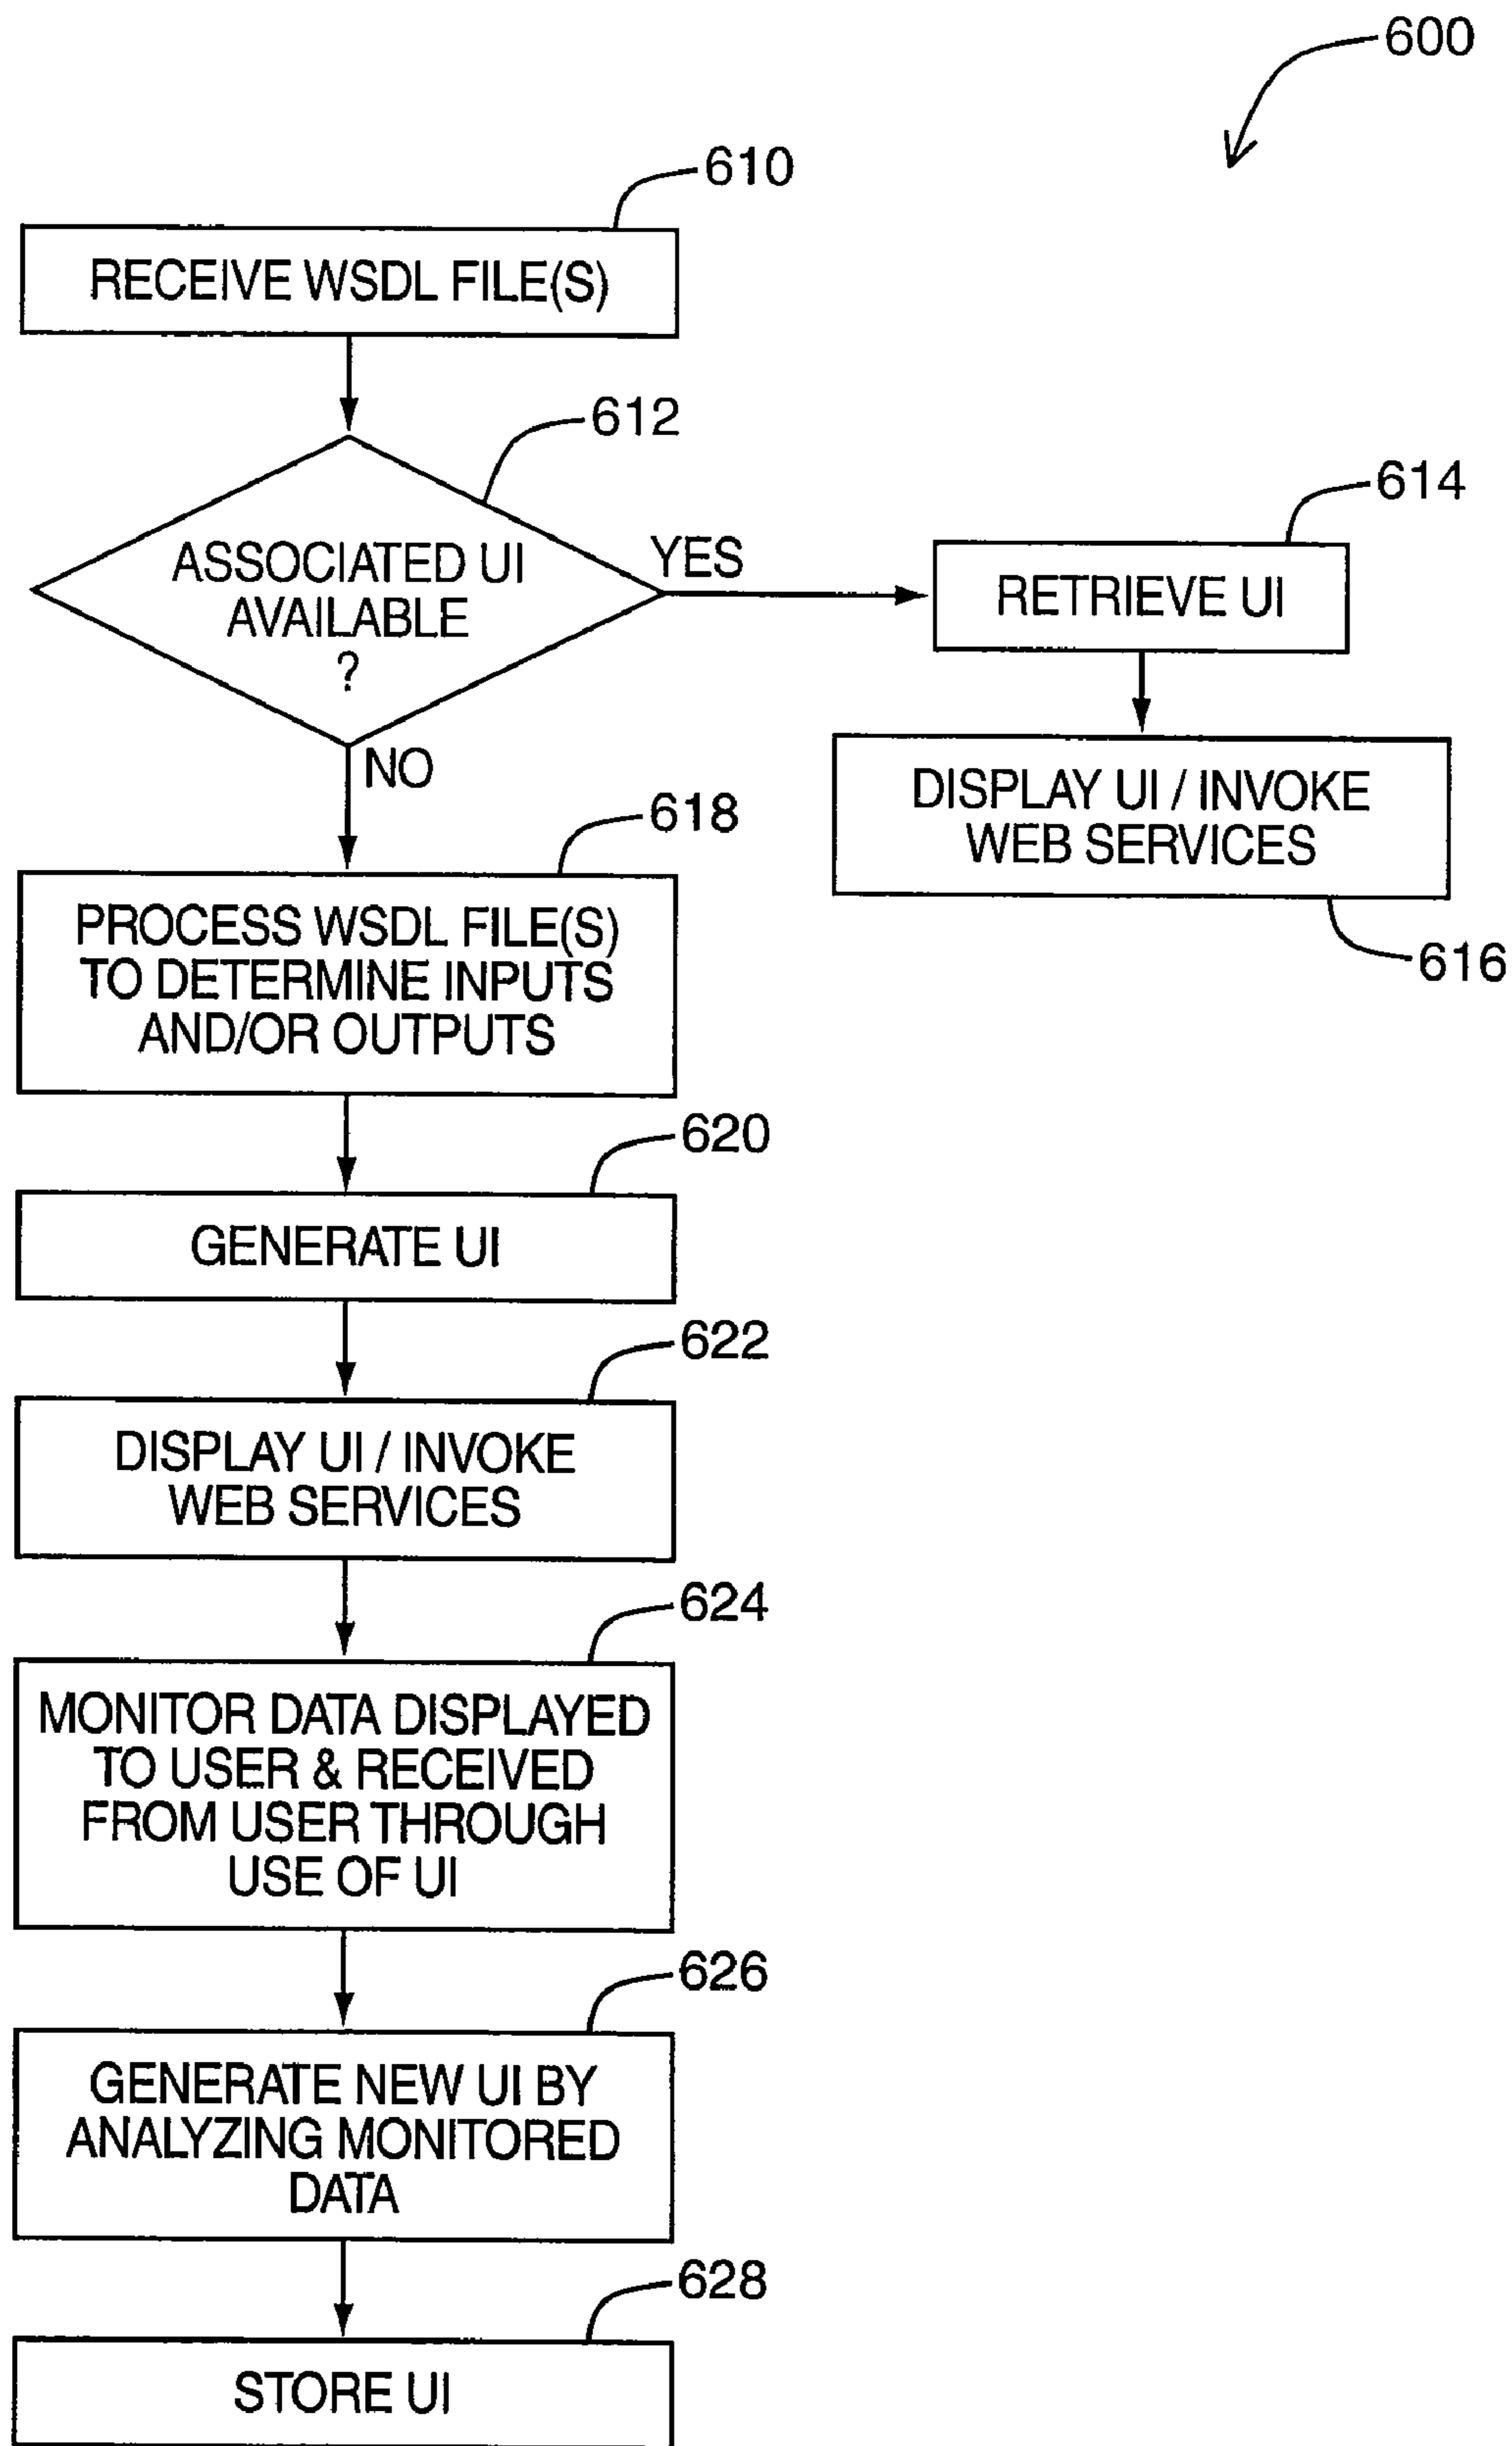 600
610
RECEIVE WSDL FILE(S)
612
ASSOCIATED UI
AVAILABLE
?
YES
614
RETRIEVE UI
DISPLAY UI / INVOKE
WEB SERVICES
616
NO
618
PROCESS WSDL FILE(S)
TO DETERMINE INPUTS
AND/OR OUTPUTS
620
GENERATE UI
622
DISPLAY UI / INVOKE
WEB SERVICES
624
MONITOR DATA DISPLAYED
TO USER & RECEIVED
FROM USER THROUGH
USE OF UI
626
GENERATE NEW UI BY
ANALYZING MONITORED
DATA
628
STORE UI